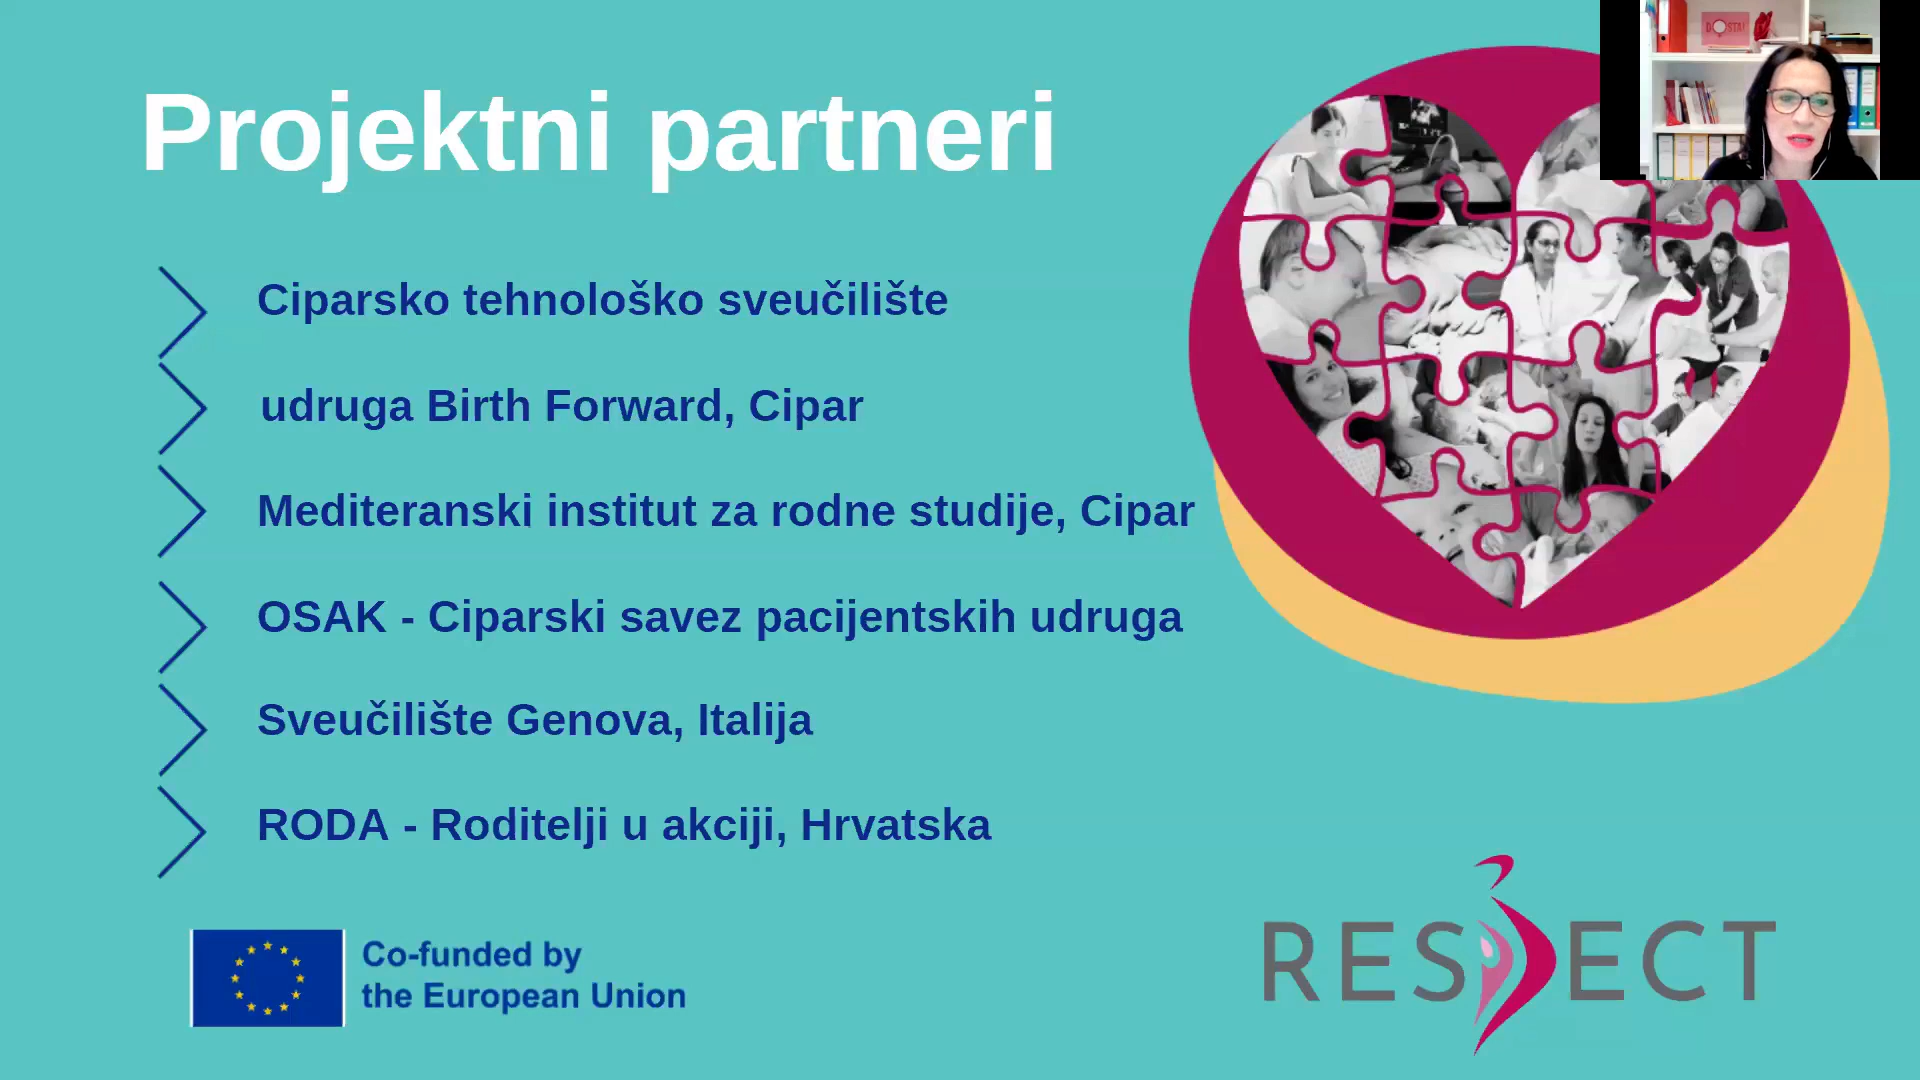 Projektni partneri
Ciparsko tehnološko sveučilište
udruga Birth Forward, Cipar
Mediteranski institut za rodne studije, Cipar
OSAK - Ciparski savez pacijentskih udruga
Sveučilište Genova, Italija
RODA - Roditelji u akciji, Hrvatska
Co-funded by
the European Union
RESPECT